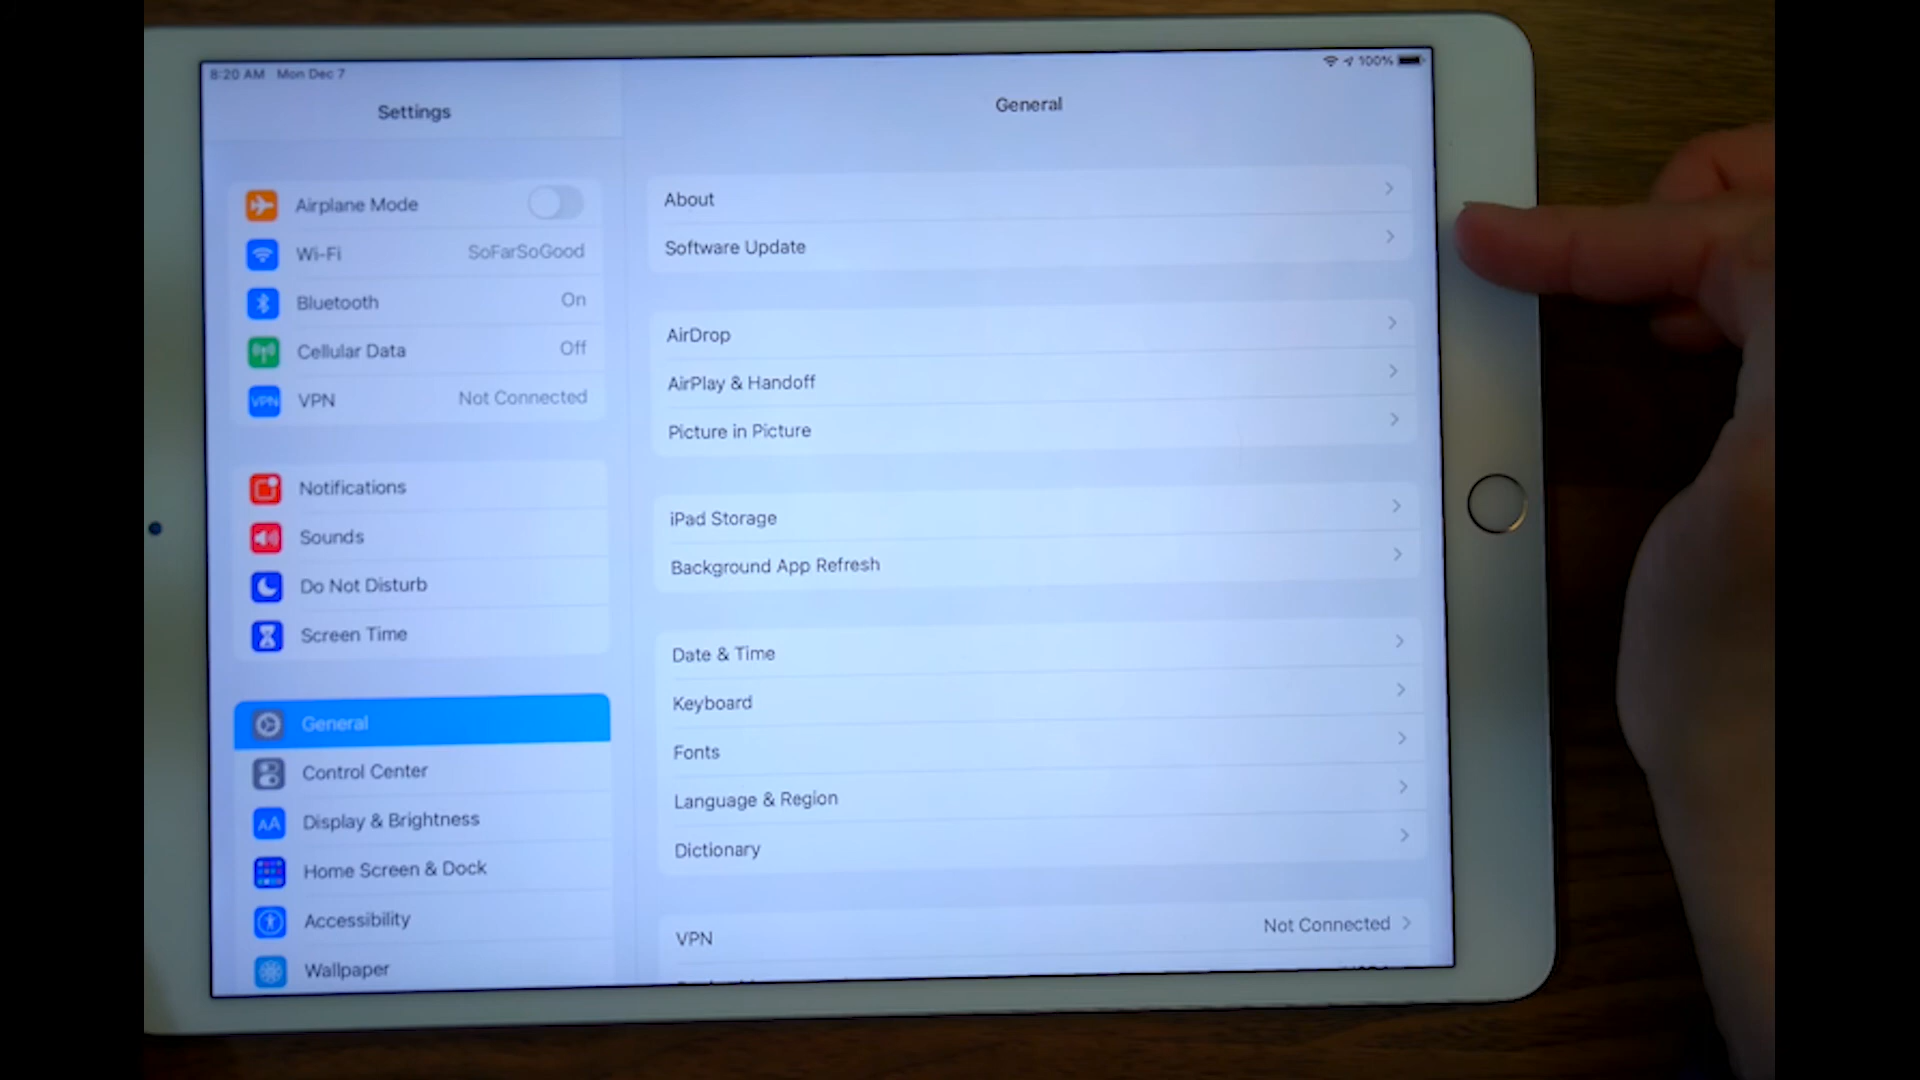 8:20 AM Mon Dec 7
100%
Settings
Airplane Mode
Wi-Fi SoFarSoGood
Bluetooth On
Cellular Data Off
VPN VPN Not Connected
Notifications
Sounds
Do Not Disturb
Screen Time
General
Control Center
AA Display & Brightness
Home Screen & Dock
Accessibility
Wallpaper
General
About
Software Update
AirDrop
AirPlay & Handoff
Picture in Picture
iPad Storage
Background App Refresh
Date & Time
Keyboard
Fonts
Language & Region
Dictionary
VPN Not Connected